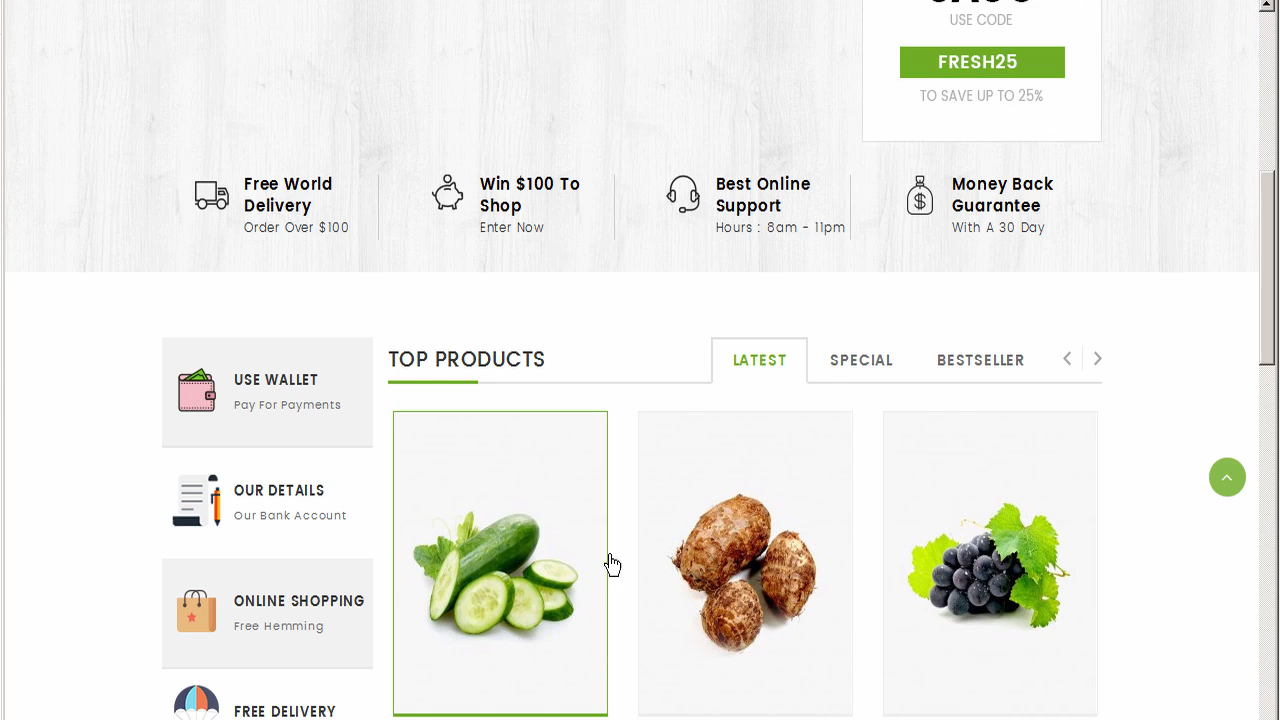 USE CODE
FRESH25
TO SAVE UP TO 25%
Free World
Delivery
Order Over $100
Win $100 To
Shop
Enter Now
Best Online
Support
Hours : 8am - 11pm
Money Back
Guarantee
With A 30 Day
TOP PRODUCTS
LATEST
SPECIAL
BESTSELLER
USE WALLET
Pay For Payments
OUR DETAILS
Our Bank Account
ONLINE SHOPPING
Free Hemming
FREE DELIVERY